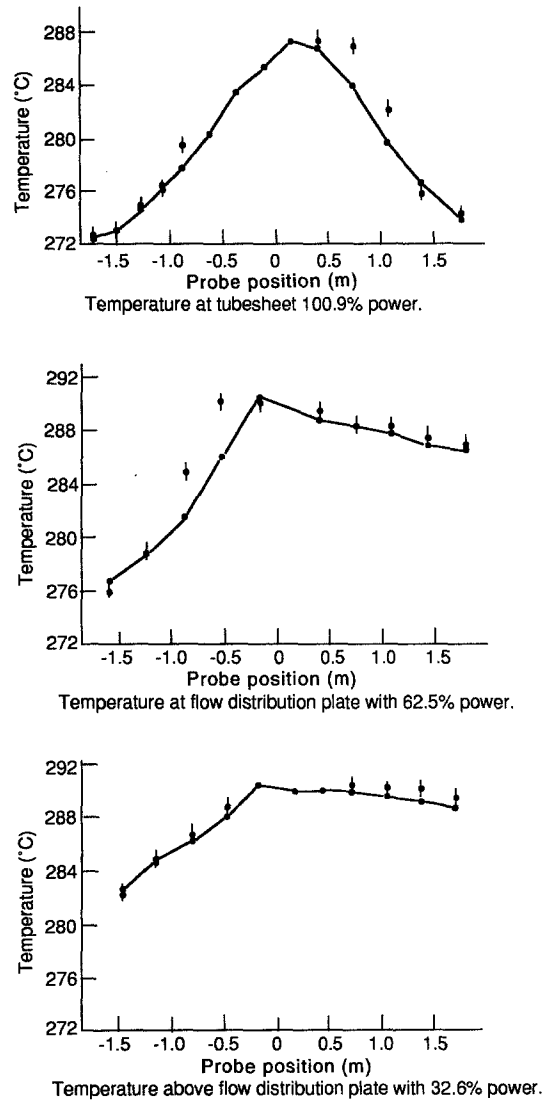 288
284
280
276
272
Temperature (°C)
-1.5 -1.0 -0.5 0 0.5 1.0 1.5
Probe position (m)
Temperature at tubesheet 100.9% power.
292
288
284
280
276
272
Temperature (°C)
-1.5 -1.0 -0.5 0 0.5 1.0 1.5
Probe position (m)
Temperature at flow distribution plate with 62.5% power.
292
288
284
280
276
272
Temperature (°C)
-1.5 -1.0 -0.5 0 0.5 1.0 1.5
Probe position (m)
Temperature above flow distribution plate with 32.6% power.